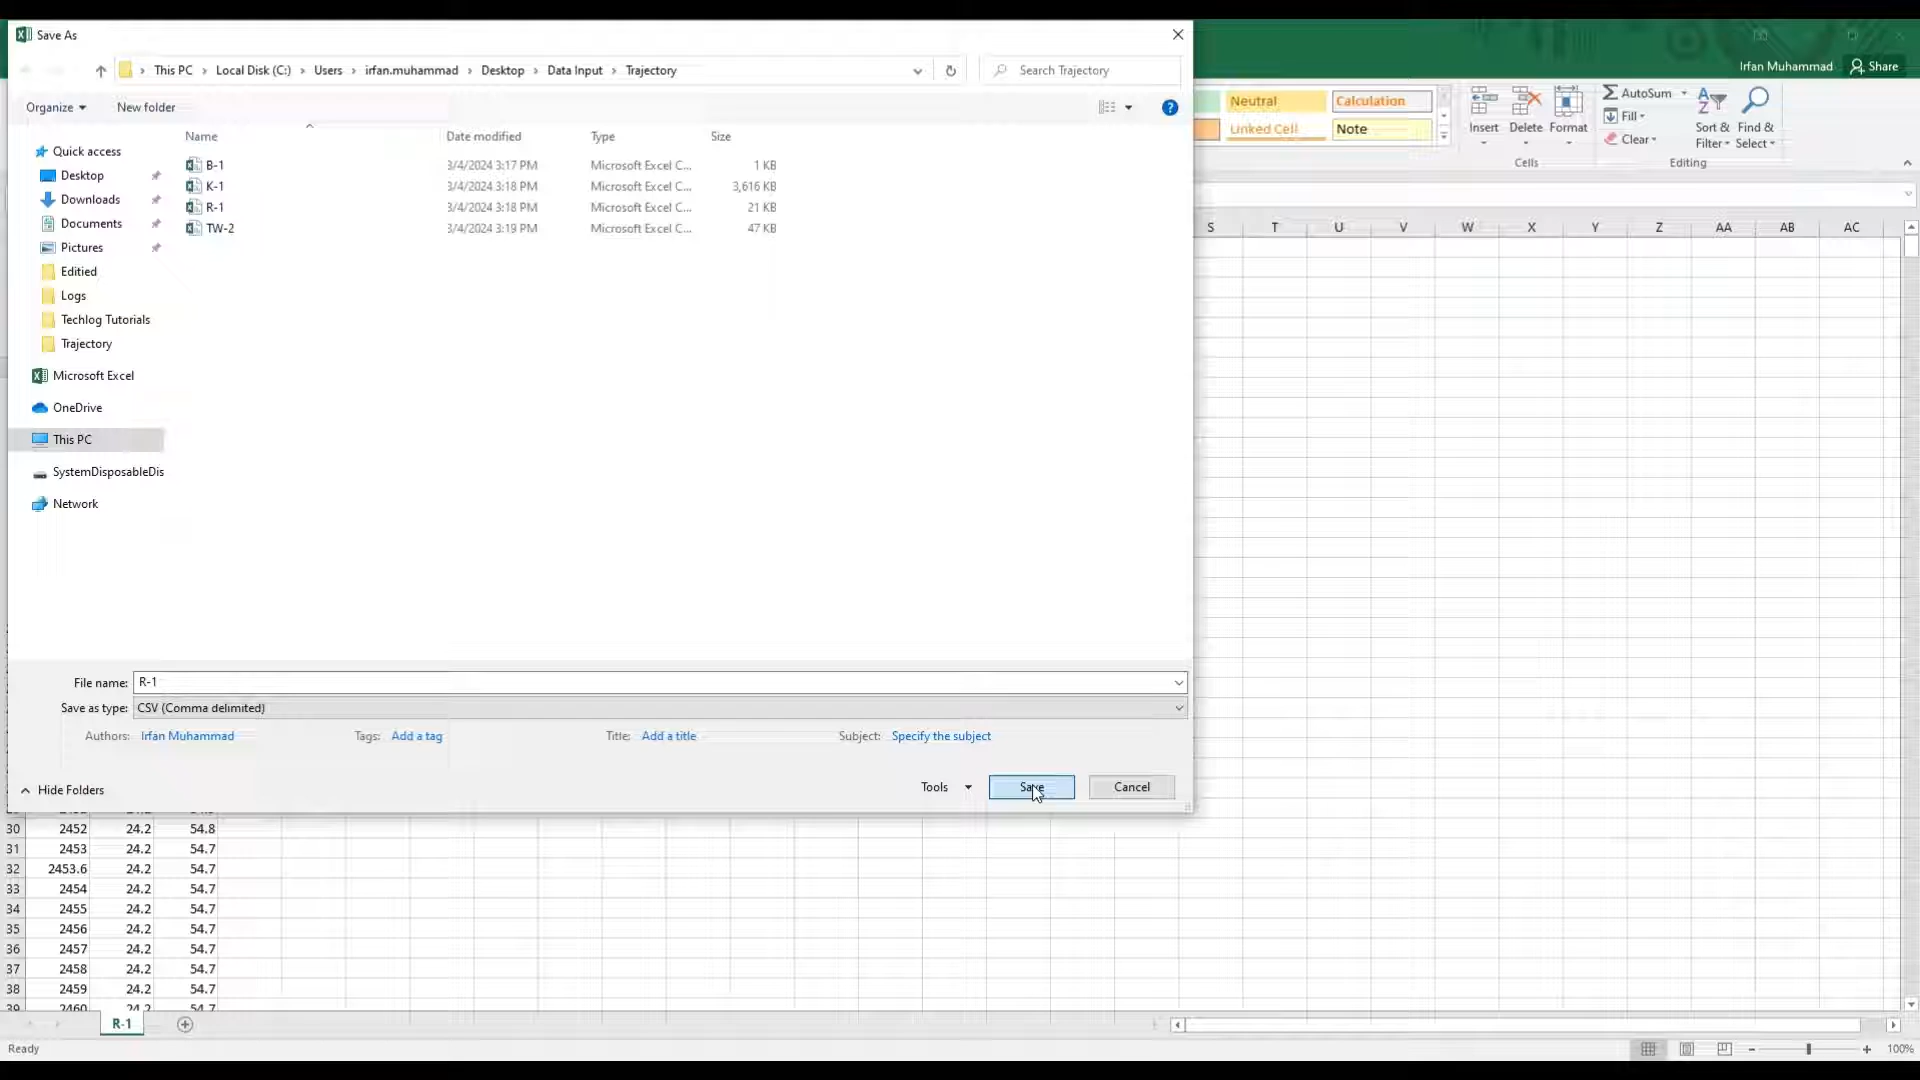 Save As
This PC > Local Disk (C:) > Users > irfan.muhammad > Desktop > Data Input > Trajectory
Search Trajectory
Irfan Muhammad Share
Organize New folder
Neutral Calculation
Linked Cell Note
Insert Delete Format
AutoSum
Fill
Clear
Sort & Filter
Find & Select
Cells Editing
Name Date modified Type Size
B-1 3/4/2024 3:17 PM Microsoft Excel C... 1 KB
K-1 3/4/2024 3:18 PM Microsoft Excel C... 3,616 KB
R-1 3/4/2024 3:18 PM Microsoft Excel C... 21 KB
TW-2 3/4/2024 3:19 PM Microsoft Excel C... 47 KB
Quick access
Desktop
Downloads
Documents
Pictures
Editied
Logs
Techlog Tutorials
Trajectory
Microsoft Excel
OneDrive
This PC
SystemDisposableDis
Network
S T U V W X Y Z AA AB AC
File name: R-1
Save as type: CSV (Comma delimited)
Authors: Irfan Muhammad Tags: Add a tag Title: Add a title Subject: Specify the subject
Hide Folders Tools Save Cancel
30 2452 24.2 54.8
31 2453 24.2 54.7
32 2453.6 24.2 54.7
33 2454 24.2 54.7
34 2455 24.2 54.7
35 2456 24.2 54.7
36 2457 24.2 54.7
37 2458 24.2 54.7
38 2459 24.2 54.7
39 2460 24.2 54.7
R-1
Ready 100%